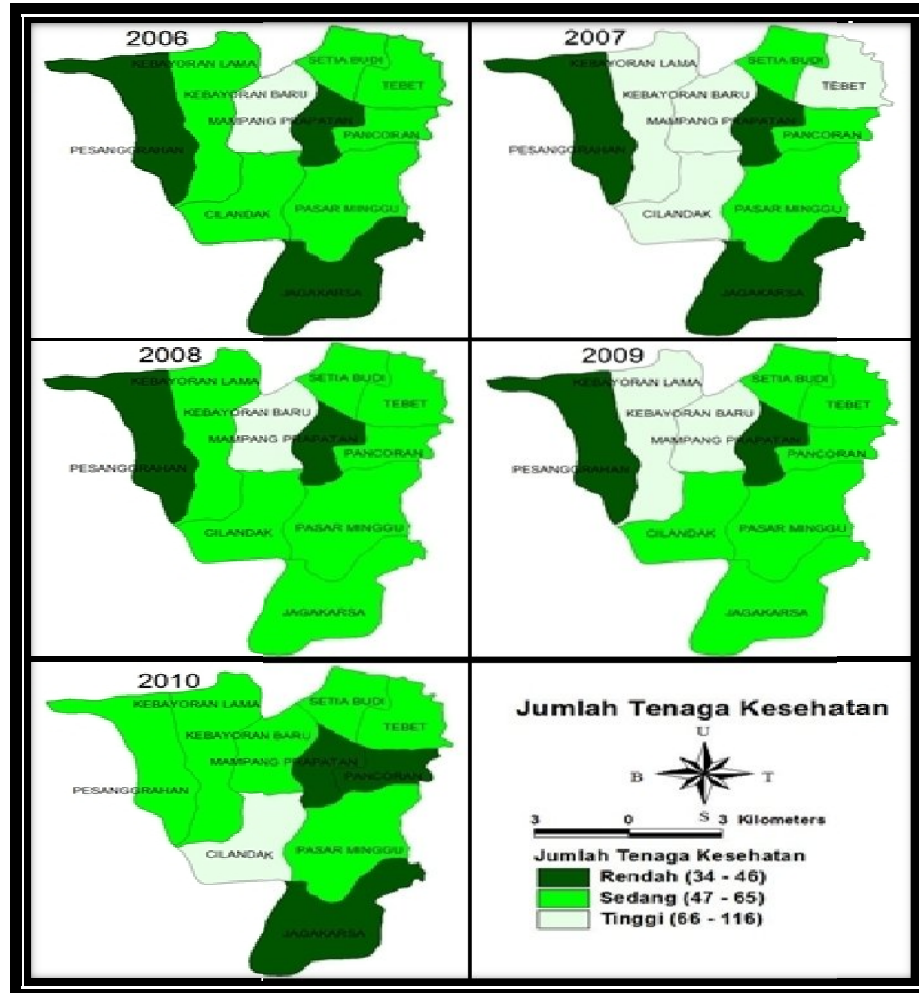 2006
KEBAYORAN LAMA
SETIA BUDI
TEBET
KEBAYORAN BARU
MAMPANG PRAPATAN
PANCORAN
PESANGGRAHAN
CILANDAK
PASAR MINGGU
JAGAKARSA
2007
KEBAYORAN LAMA
SETIA BUDI
TEBET
KEBAYORAN BARU
MAMPANG PRAPATAN
PANCORAN
PESANGGRAHAN
CILANDAK
PASAR MINGGU
JAGAKARSA
2008
KEBAYORAN LAMA
SETIA BUDI
TEBET
KEBAYORAN BARU
MAMPANG PRAPATAN
PANCORAN
PESANGGRAHAN
CILANDAK
PASAR MINGGU
JAGAKARSA
2009
KEBAYORAN LAMA
SETIA BUDI
TEBET
KEBAYORAN BARU
MAMPANG PRAPATAN
PANCORAN
PESANGGRAHAN
CILANDAK
PASAR MINGGU
JAGAKARSA
2010
KEBAYORAN LAMA
SETIA BUDI
TEBET
KEBAYORAN BARU
MAMPANG PRAPATAN
PANCORAN
PESANGGRAHAN
CILANDAK
PASAR MINGGU
JAGAKARSA
Jumlah Tenaga Kesehatan
U
B T
S
3 0 3 Kilometers
Jumlah Tenaga Kesehatan
Rendah (34 - 46)
Sedang (47 - 65)
Tinggi (66 - 116)